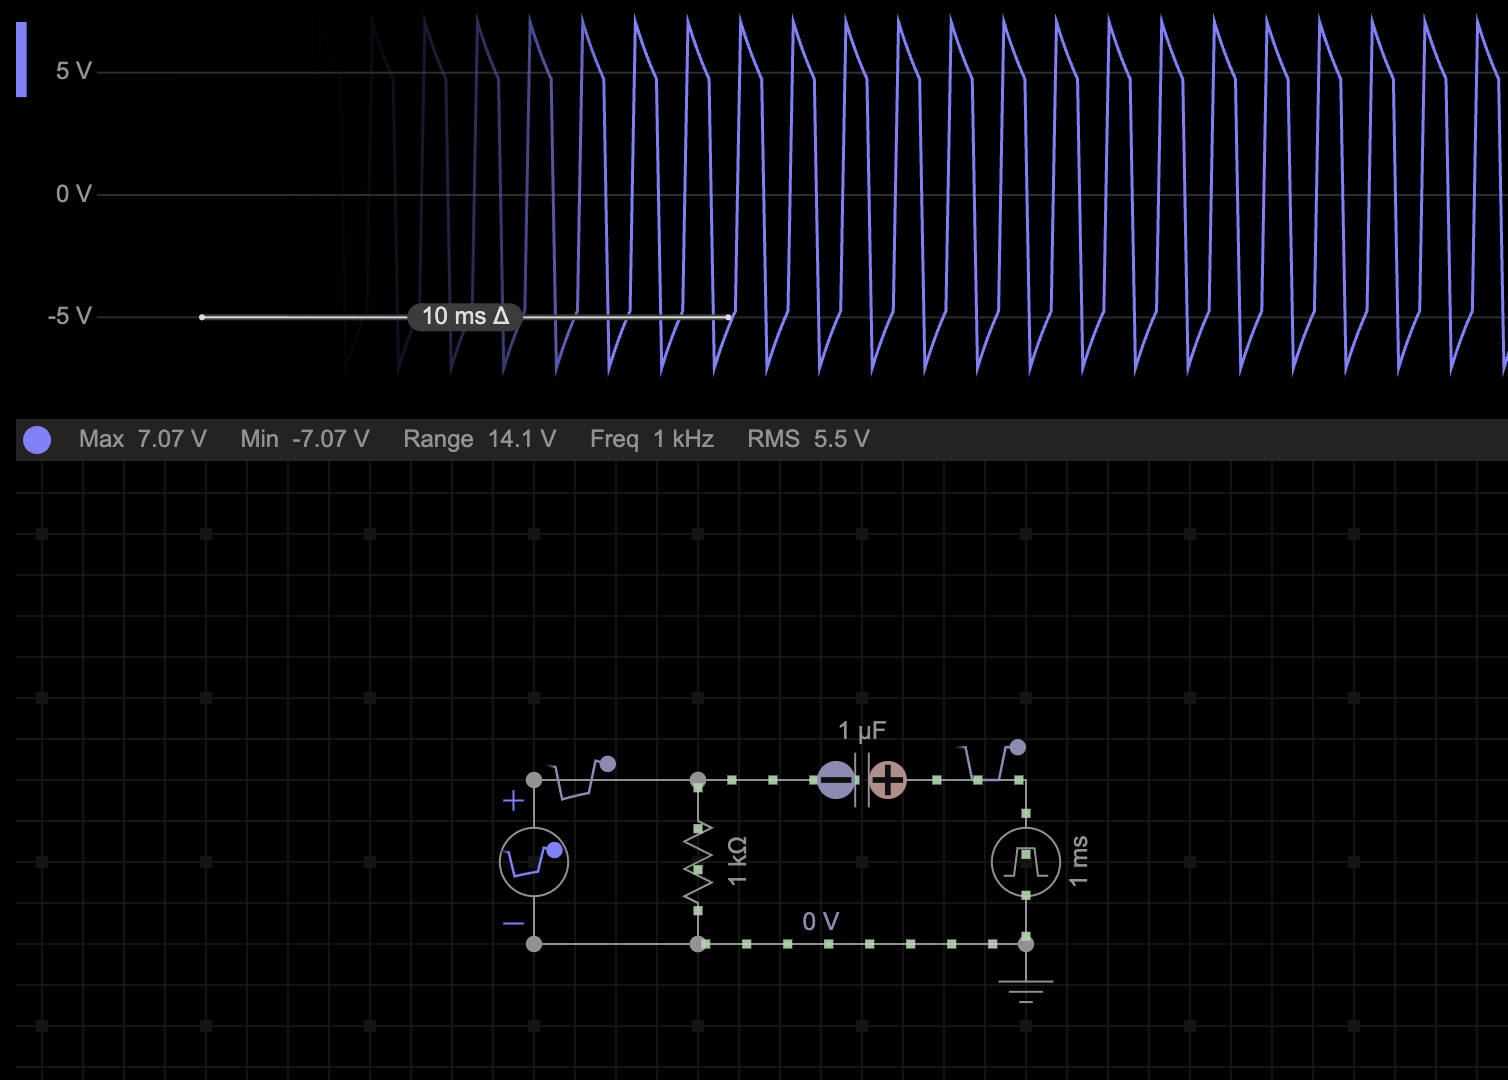 5 V
0 V
-5 V
10 ms Δ
Max 7.07 V Min -7.07 V Range 14.1 V Freq 1 kHz RMS 5.5 V
1 µF
+
1 kΩ
1 ms
0 V
−